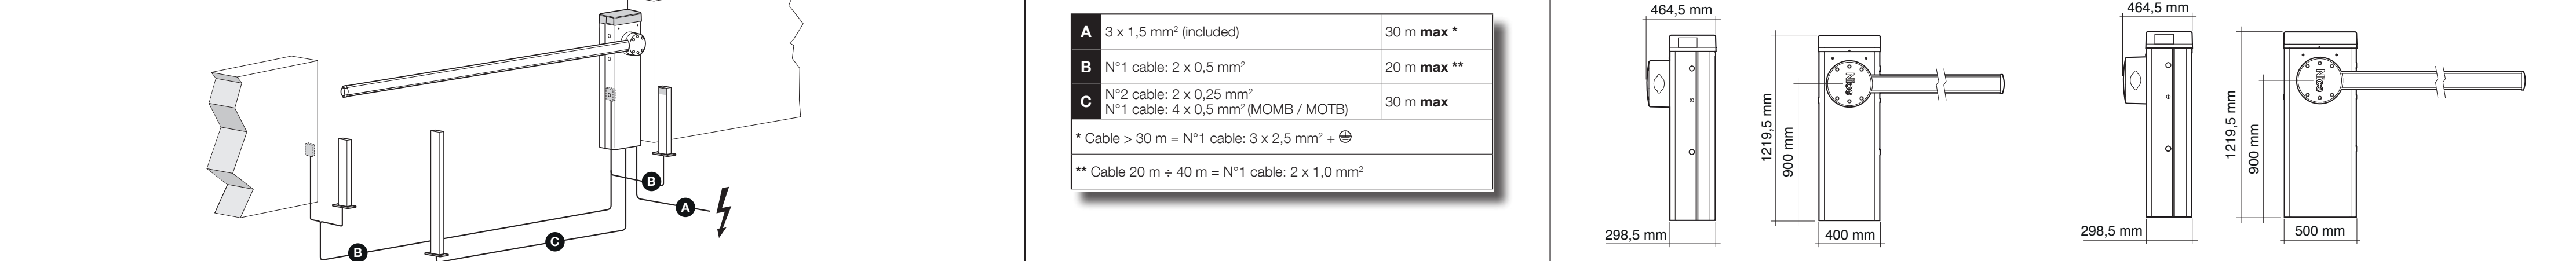 B
A
B
C
A 3 x 1,5 mm² (included) 30 m max *
B N°1 cable: 2 x 0,5 mm² 20 m max **
C N°2 cable: 2 x 0,25 mm²
N°1 cable: 4 x 0,5 mm² (MOMB / MOTB) 30 m max
* Cable > 30 m = N°1 cable: 3 x 2,5 mm² + ⏚
** Cable 20 m ÷ 40 m = N°1 cable: 2 x 1,0 mm²
464,5 mm
298,5 mm
1219,5 mm
900 mm
Nice
400 mm
464,5 mm
298,5 mm
1219,5 mm
900 mm
Nice
500 mm